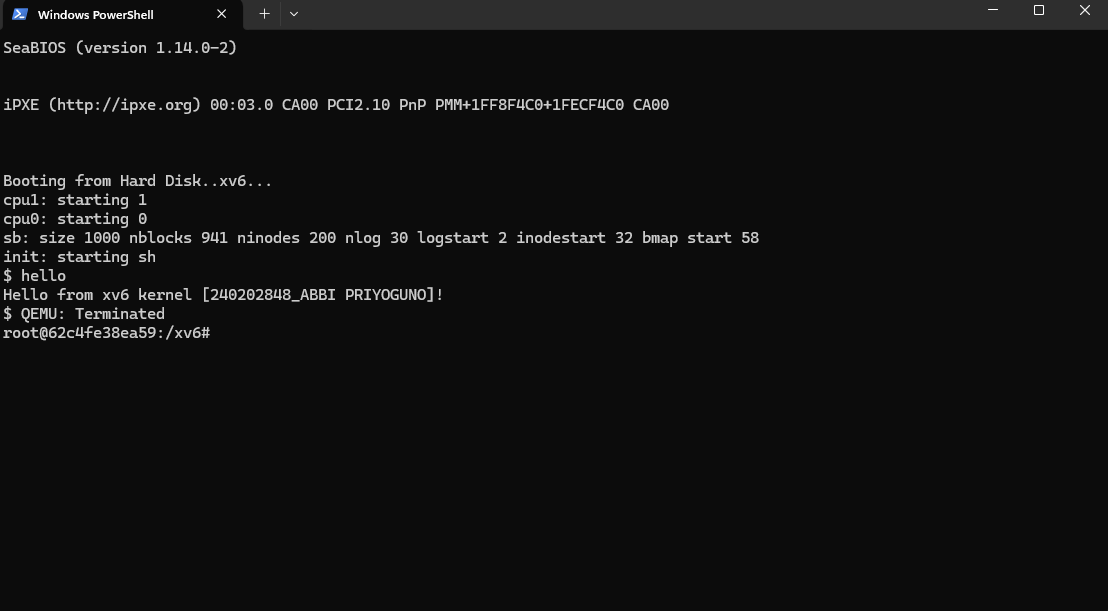 Windows PowerShell
SeaBIOS (version 1.14.0-2)
iPXE (http://ipxe.org) 00:03.0 CA00 PCI2.10 PnP PMM+1FF8F4C0+1FECF4C0 CA00
Booting from Hard Disk..xv6...
cpu1: starting 1
cpu0: starting 0
sb: size 1000 nblocks 941 ninodes 200 nlog 30 logstart 2 inodestart 32 bmap start 58
init: starting sh
$ hello
Hello from xv6 kernel [240202848_ABBI PRIYOGUNO]!
$ QEMU: Terminated
root@62c4fe38ea59:/xv6#